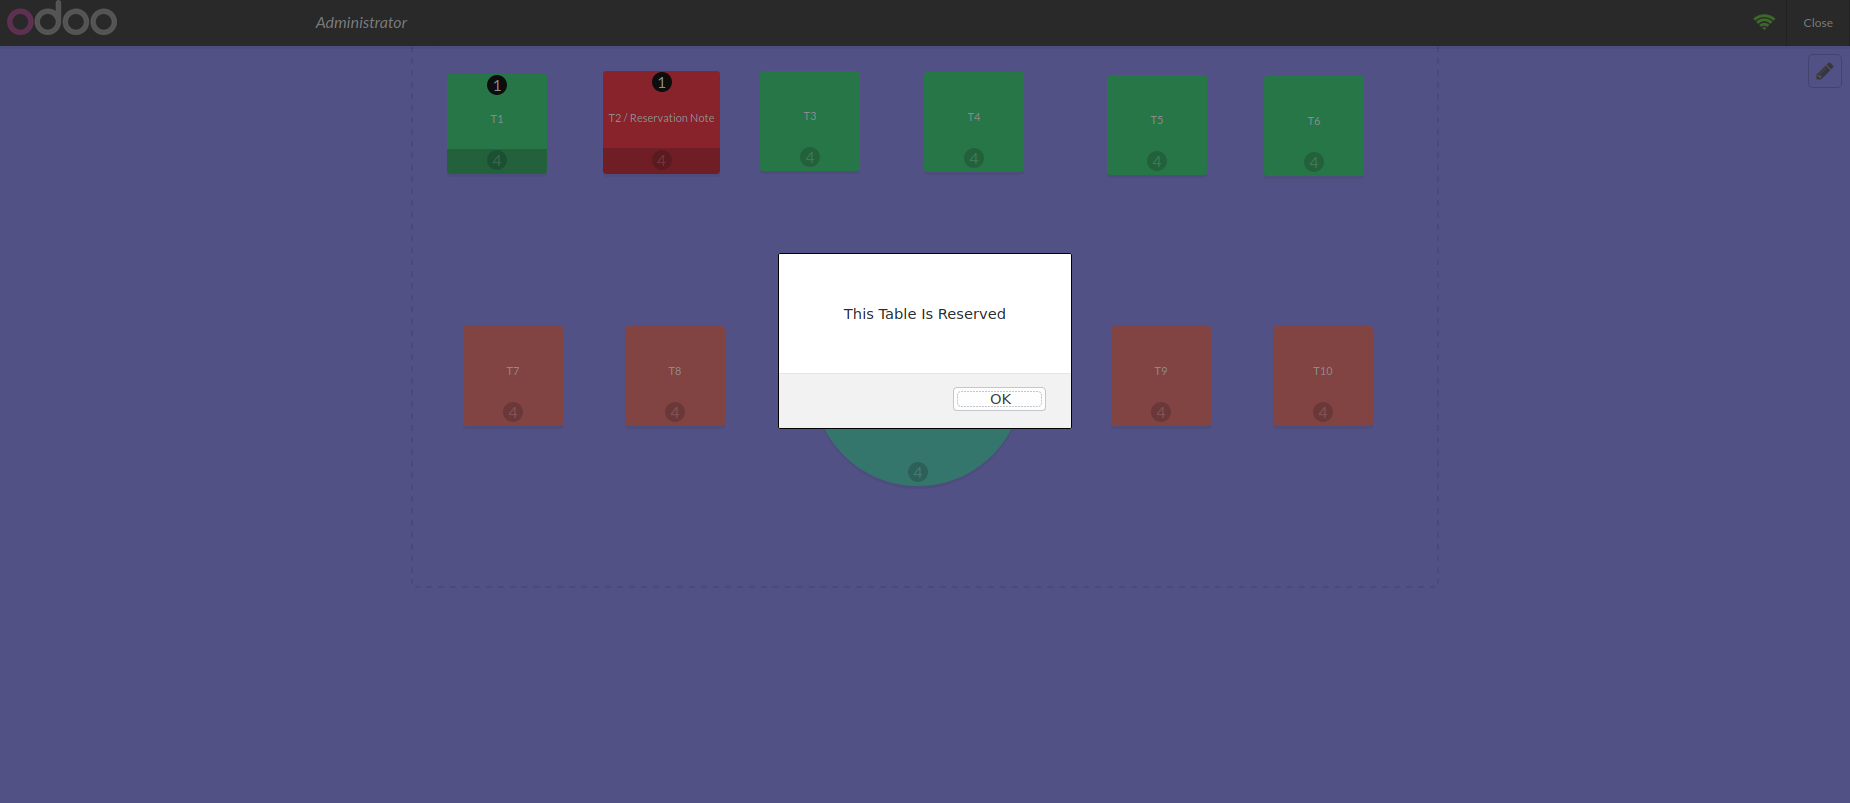 odoo
Administrator
Close
1
1
T1
T2 / Reservation Note
T3
T4
T5
T6
4
4
4
4
4
4
This Table Is Reserved
OK
T7
T8
T9
T10
4
4
4
4
4